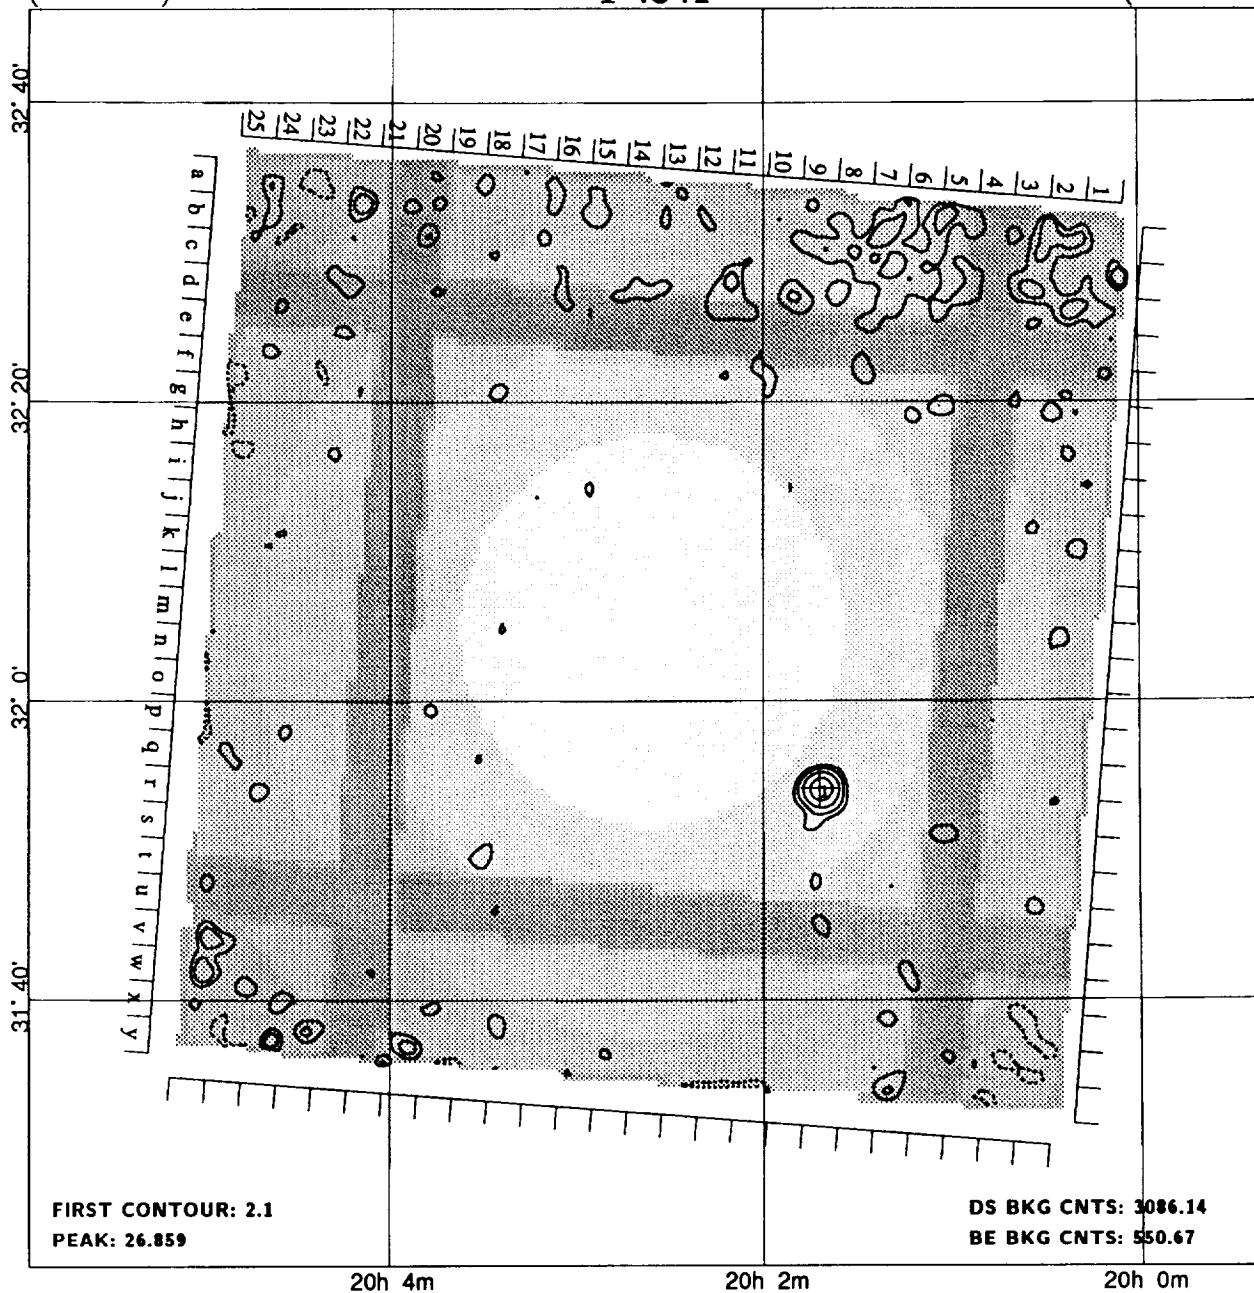 32° 40'
25 24 23 22 21 20 19 18 17 16 15 14 13 12 11 10 9 8 7 6 5 4 3 2 1
a b c d e f g h i j k l m n o p q r s t u v w x y
32° 20'
32° 0'
31° 40'
1
FIRST CONTOUR: 2.1
PEAK: 26.859
DS BKG CNTS: 3086.14
BE BKG CNTS: 550.67
20h 4m
20h 2m
20h 0m